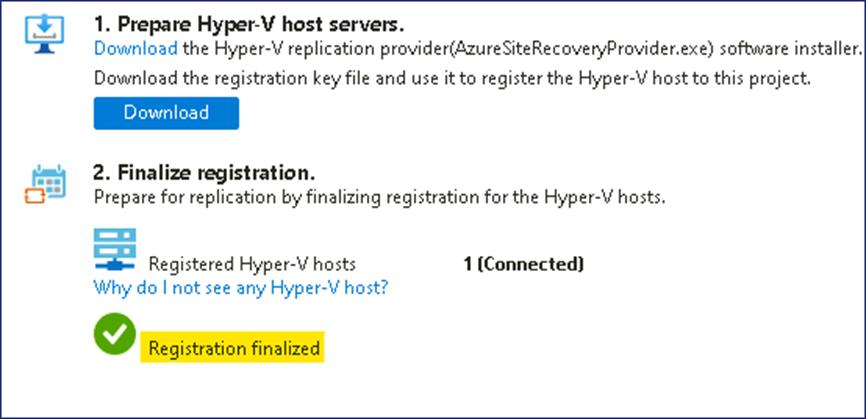 1. Prepare Hyper-V host servers.
Download the Hyper-V replication provider(AzureSiteRecoveryProvider.exe) software installer.
Download the registration key file and use it to register the Hyper-V host to this project.
Download
2. Finalize registration.
Prepare for replication by finalizing registration for the Hyper-V hosts.
Registered Hyper-V hosts 1 (Connected)
Why do I not see any Hyper-V host?
Registration finalized